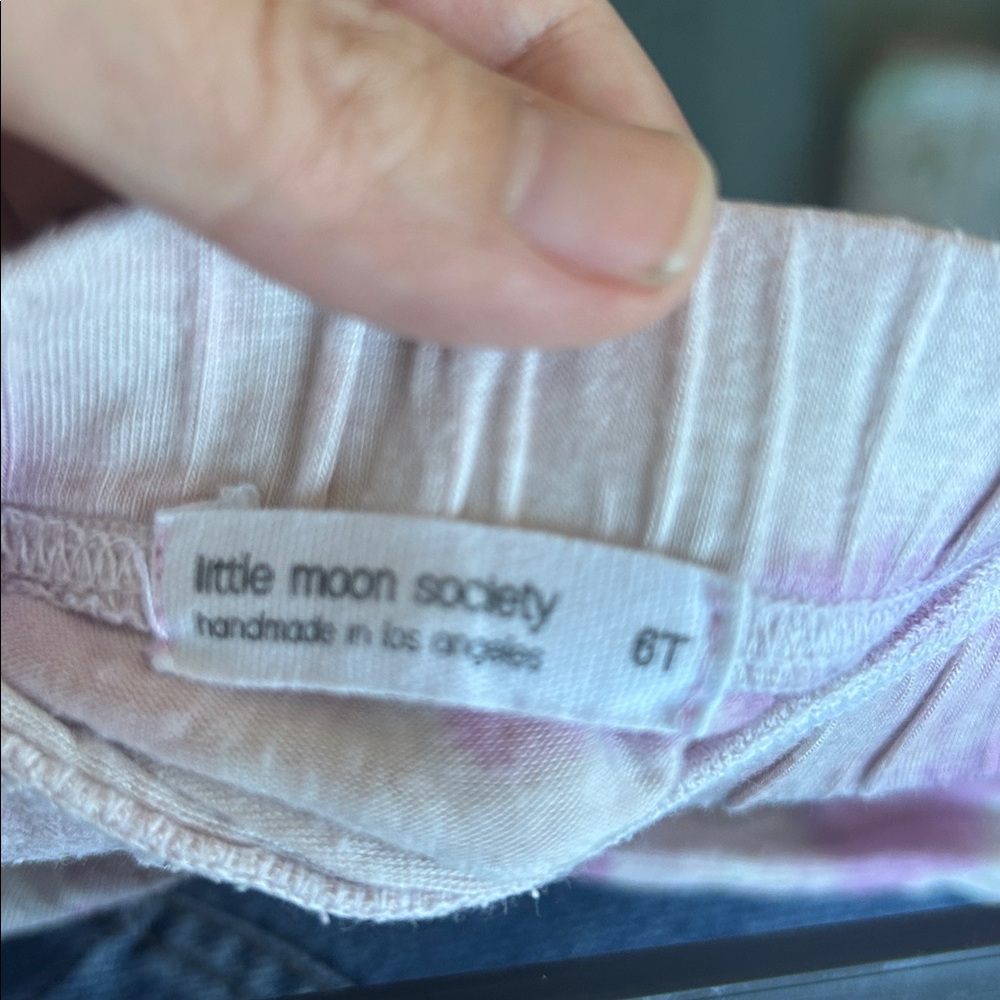 little moon society
handmade in los angeles
6T